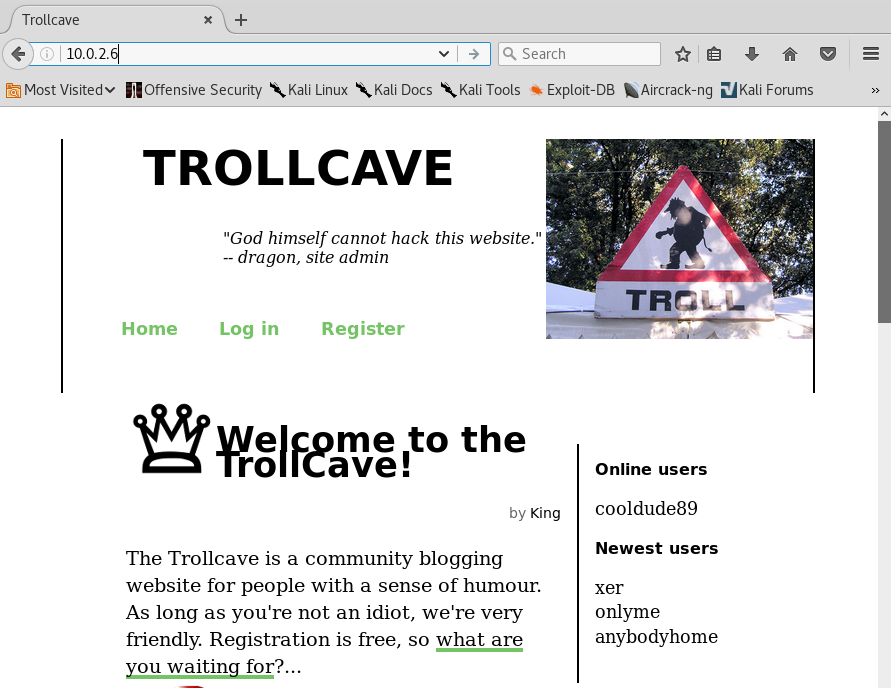 Trollcave
10.0.2.6
Search
Most Visited
Offensive Security
Kali Linux
Kali Docs
Kali Tools
Exploit-DB
Aircrack-ng
Kali Forums
TROLLCAVE
"God himself cannot hack this website."
-- dragon, site admin
TROLL
Home
Log in
Register
Welcome to the
TrollCave!
by King
The Trollcave is a community blogging
website for people with a sense of humour.
As long as you're not an idiot, we're very
friendly. Registration is free, so what are
you waiting for?...
Online users
cooldude89
Newest users
xer
onlyme
anybodyhome